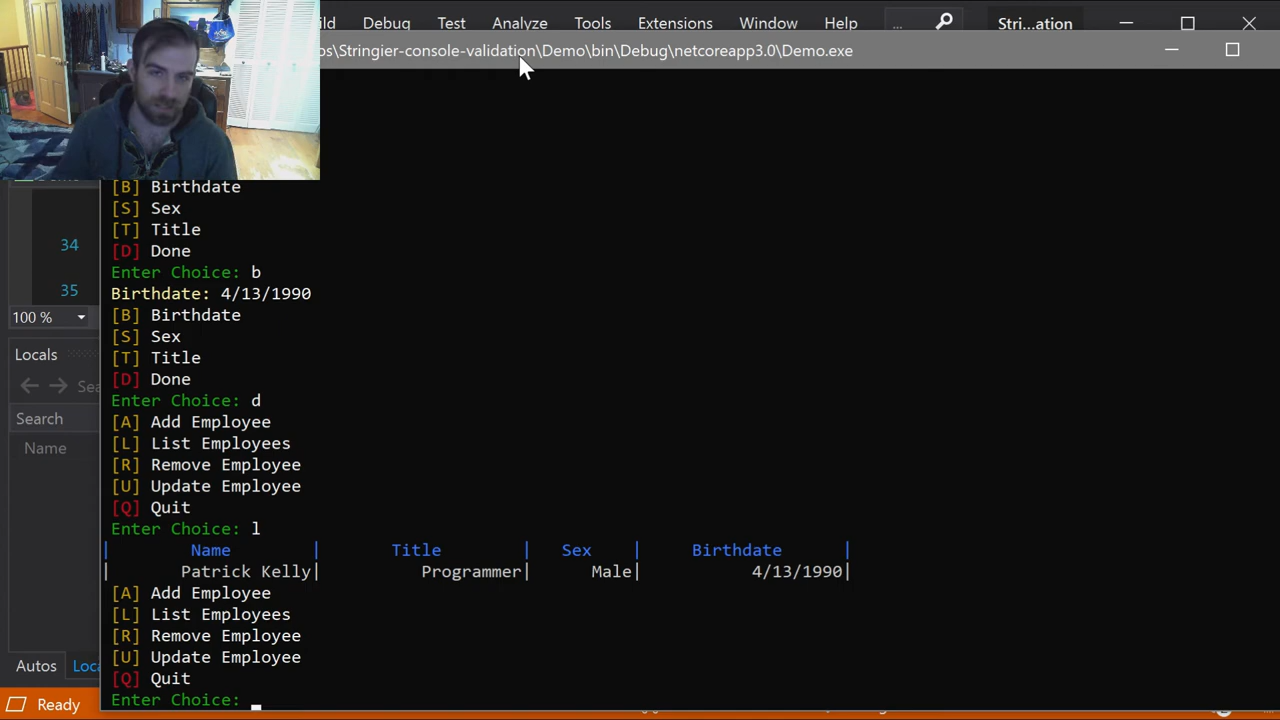 Debug Test Analyze Tools Window Help ... Stri...ation
\Stringier-console-validation\Demo\bin\Debug\netcoreapp3.0\Demo.exe
[B] Birthdate
[S] Sex
[T] Title
[D] Done
Enter Choice: b
Birthdate: 4/13/1990
[B] Birthdate
[S] Sex
[T] Title
[D] Done
Enter Choice: d
[A] Add Employee
[L] List Employees
[R] Remove Employee
[U] Update Employee
[Q] Quit
Enter Choice: l
| Name | Title | Sex | Birthdate |
| Patrick Kelly| Programmer| Male| 4/13/1990|
[A] Add Employee
[L] List Employees
[R] Remove Employee
[U] Update Employee
[Q] Quit
Enter Choice:
34
35
100 %
Locals
Search
Name
Autos
Ready